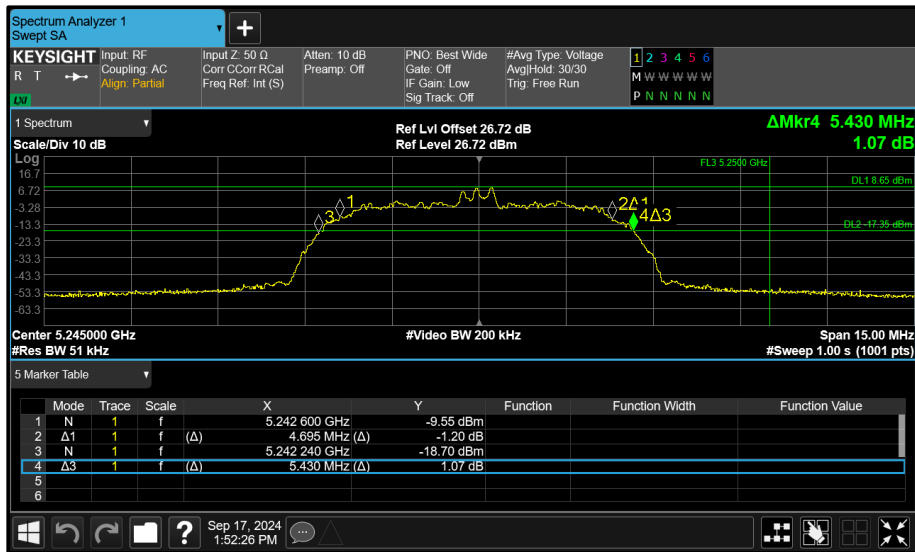 Spectrum Analyzer 1
Swept SA
KEYSIGHT
R T
LXI
Input: RF
Coupling: AC
Align: Partial
Input Z: 50 Ω
Corr CCorr RCal
Freq Ref: Int (S)
Atten: 10 dB
Preamp: Off
PNO: Best Wide
Gate: Off
IF Gain: Low
Sig Track: Off
#Avg Type: Voltage
Avg|Hold: 30/30
Trig: Free Run
1 2 3 4 5 6
M W W W W W
P N N N N N
1 Spectrum
Scale/Div 10 dB
Ref Lvl Offset 26.72 dB
Ref Level 26.72 dBm
ΔMkr4 5.430 MHz
1.07 dB
Log
FL3 5.2500 GHz
16.7
DL1 8.65 dBm
6.72
-3.28
3
1
2Δ1
4Δ3
-13.3
DL2 -17.35 dBm
-23.3
-33.3
-43.3
-53.3
-63.3
Center 5.245000 GHz
#Video BW 200 kHz
Span 15.00 MHz
#Res BW 51 kHz
#Sweep 1.00 s (1001 pts)
5 Marker Table
Mode Trace Scale X Y Function Function Width Function Value
1 N 1 f 5.242 600 GHz -9.55 dBm
2 Δ1 1 f (Δ) 4.695 MHz (Δ) -1.20 dB
3 N 1 f 5.242 240 GHz -18.70 dBm
4 Δ3 1 f (Δ) 5.430 MHz (Δ) 1.07 dB
5
6
?
Sep 17, 2024
1:52:26 PM